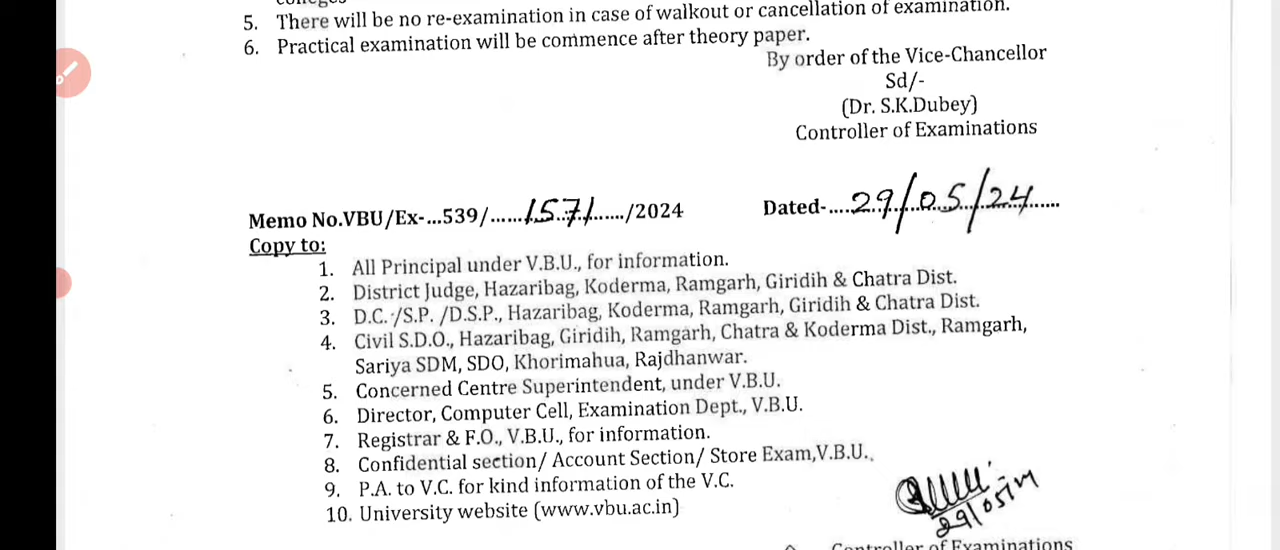 colleges
5. There will be no re-examination in case of walkout or cancellation of examination.
6. Practical examination will be commence after theory paper.
By order of the Vice-Chancellor
Sd/-
(Dr. S.K.Dubey)
Controller of Examinations
Memo No.VBU/Ex-...539/......1571....../2024 Dated-....29/05/24......
Copy to:
1. All Principal under V.B.U., for information.
2. District Judge, Hazaribag, Koderma, Ramgarh, Giridih & Chatra Dist.
3. D.C. /S.P. /D.S.P., Hazaribag, Koderma, Ramgarh, Giridih & Chatra Dist.
4. Civil S.D.O., Hazaribag, Giridih, Ramgarh, Chatra & Koderma Dist., Ramgarh,
Sariya SDM, SDO, Khorimahua, Rajdhanwar.
5. Concerned Centre Superintendent, under V.B.U.
6. Director, Computer Cell, Examination Dept., V.B.U.
7. Registrar & F.O., V.B.U., for information.
8. Confidential section/ Account Section/ Store Exam,V.B.U.
9. P.A. to V.C. for kind information of the V.C.
10. University website (www.vbu.ac.in)
29/05/24
Controller of Examinations